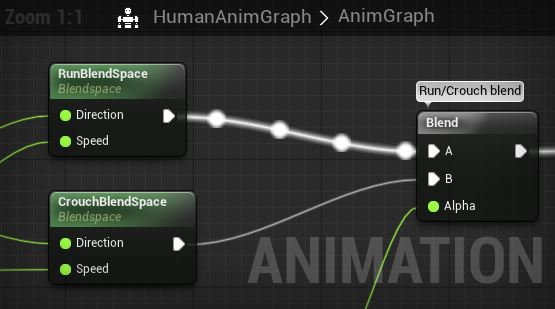 Zoom 1:1
HumanAnimGraph > AnimGraph
RunBlendSpace
Blendspace
Direction
Speed
Run/Crouch blend
Blend
A
B
Alpha
CrouchBlendSpace
Blendspace
Direction
Speed
ANIMATION